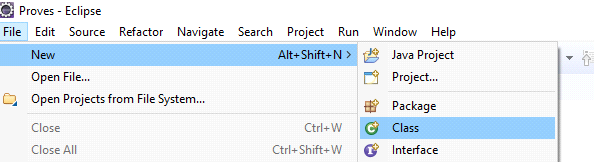 Proves - Eclipse
File Edit Source Refactor Navigate Search Project Run Window Help
New Alt+Shift+N >
Open File...
Open Projects from File System...
Close Ctrl+W
Close All Ctrl+Shift+W
Java Project
Project...
Package
Class
Interface